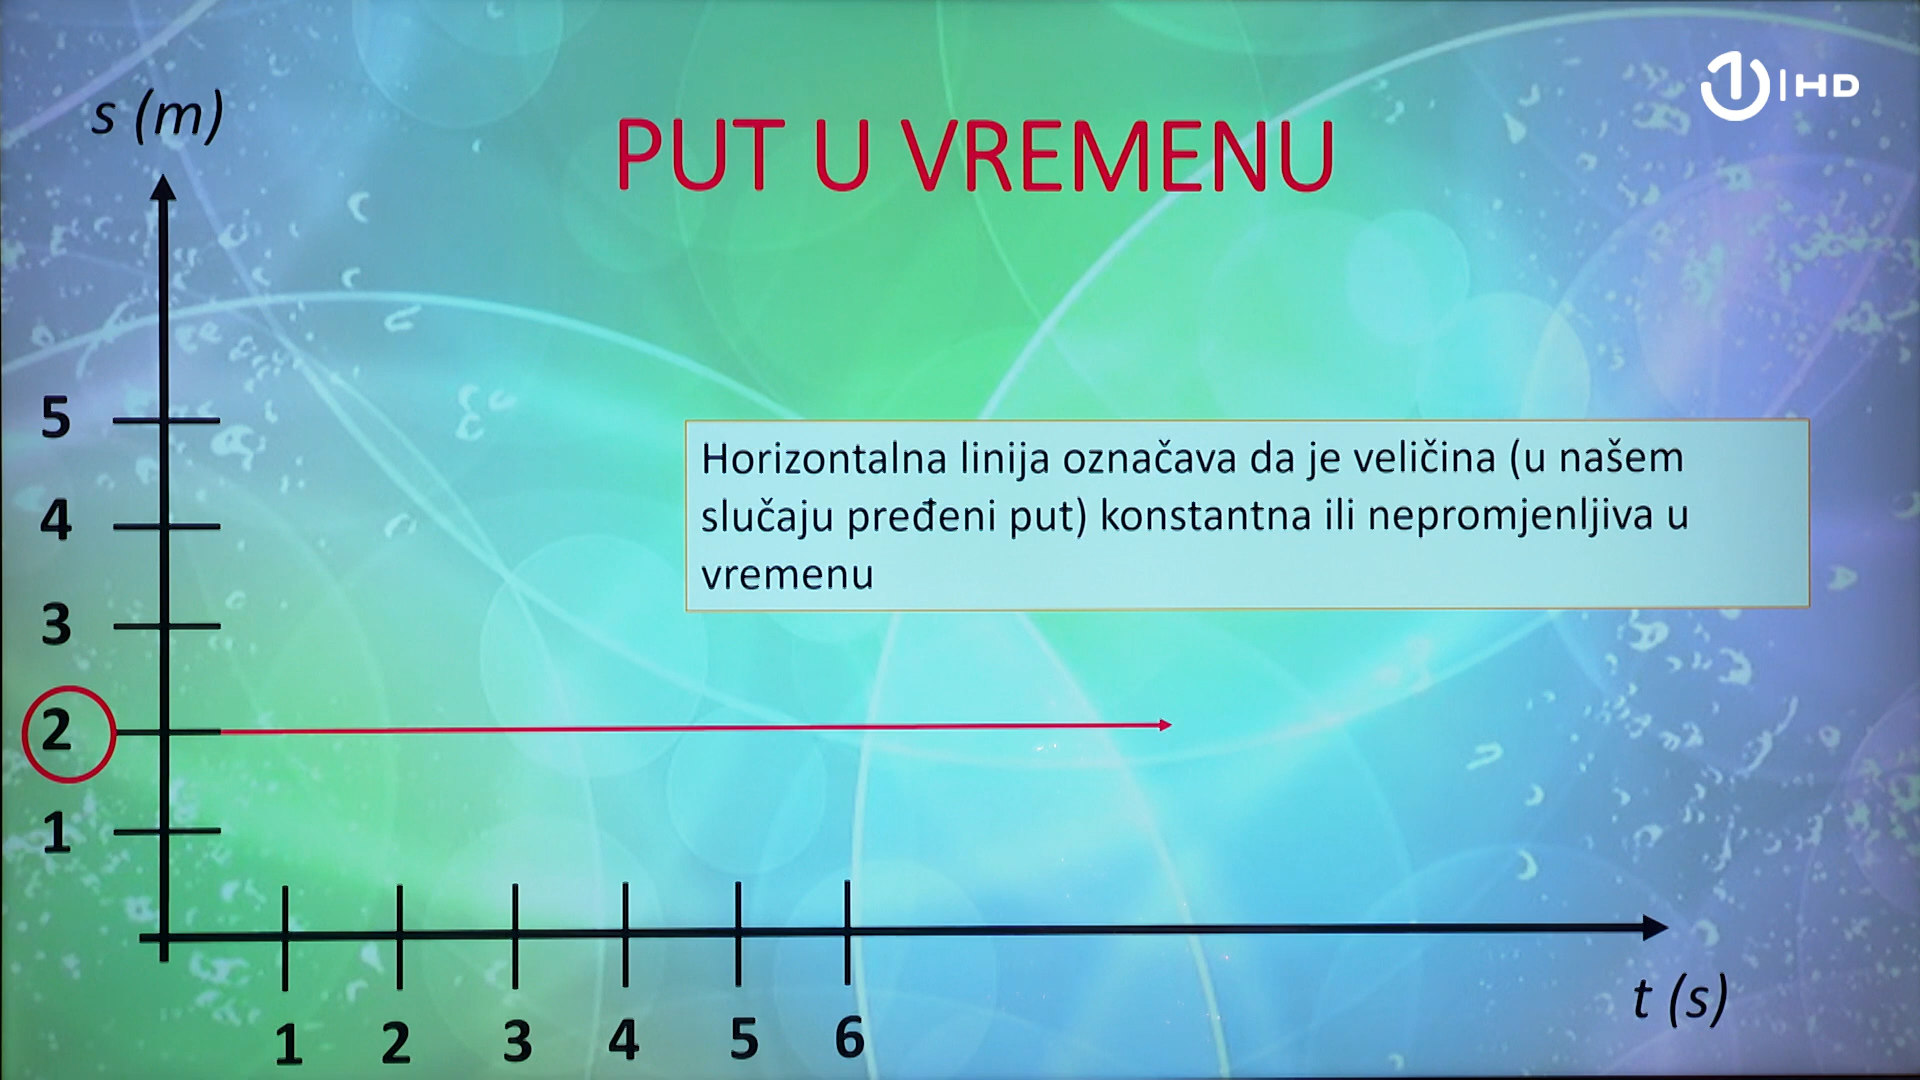 1 HD
s (m)
PUT U VREMENU
5
4
3
2
1
Horizontalna linija označava da je veličina (u našem
slučaju pređeni put) konstantna ili nepromjenljiva u
vremenu
1 2 3 4 5 6
t (s)